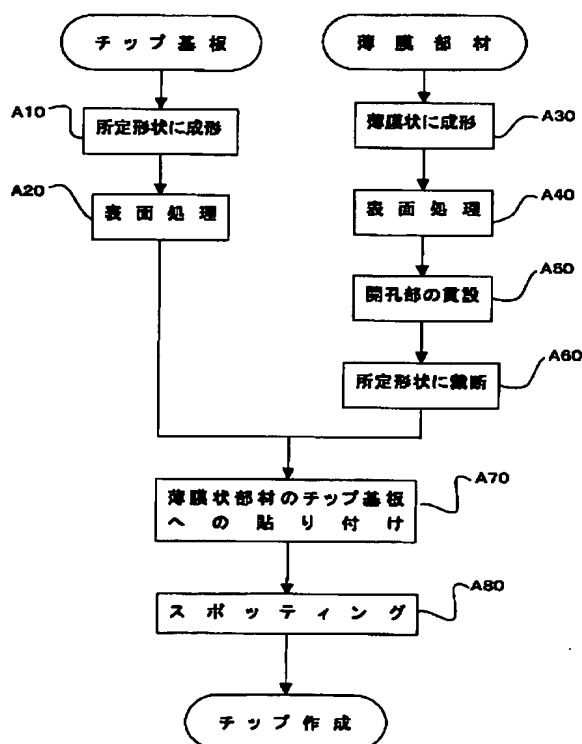 チップ基板
薄膜部材
A10
所定形状に成形
薄膜状に成形
A30
A20
表面処理
表面処理
A40
開孔部の貫設
A50
所定形状に裁断
A60
薄膜状部材のチップ基板
への貼り付け
A70
スポッティング
A80
チップ作成